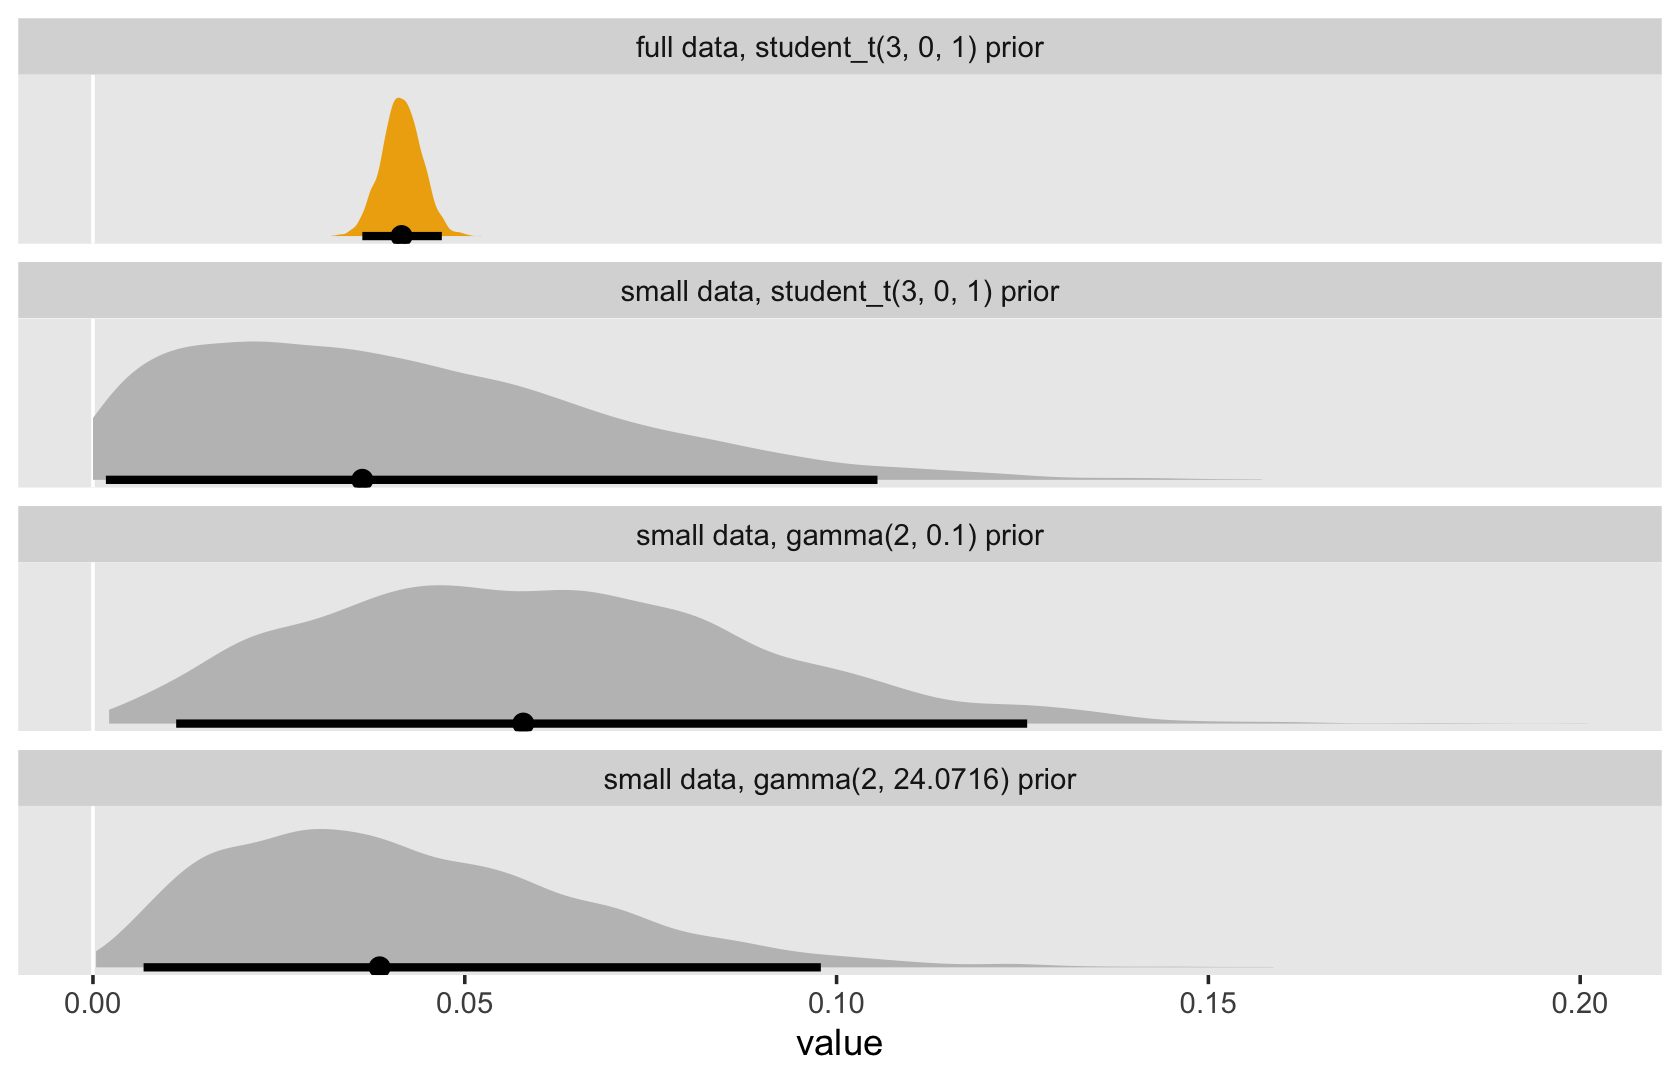 full data, student_t(3, 0, 1) prior
small data, student_t(3, 0, 1) prior
small data, gamma(2, 0.1) prior
small data, gamma(2, 24.0716) prior
0.00 0.05 0.10 0.15 0.20
value